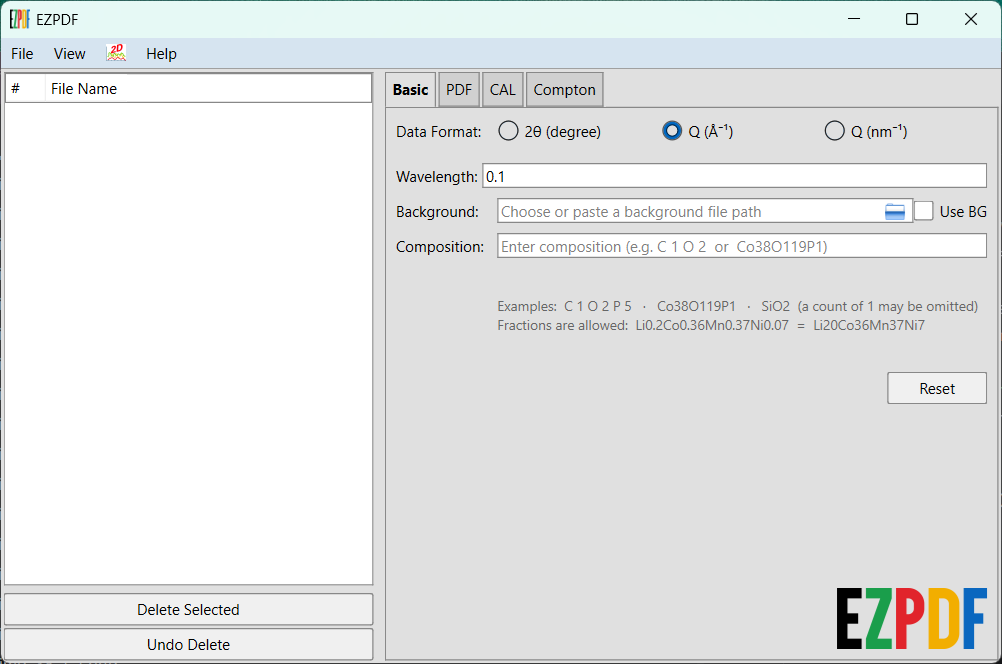 EZPDF
File View 2D Help
# File Name
Basic PDF CAL Compton
Data Format: 2θ (degree) Q (Å⁻¹) Q (nm⁻¹)
Wavelength: 0.1
Background: Choose or paste a background file path Use BG
Composition: Enter composition (e.g. C 1 O 2 or Co38O119P1)
Examples: C 1 O 2 P 5 · Co38O119P1 · SiO2 (a count of 1 may be omitted)
Fractions are allowed: Li0.2Co0.36Mn0.37Ni0.07 = Li20Co36Mn37Ni7
Reset
Delete Selected
Undo Delete
EZPDF